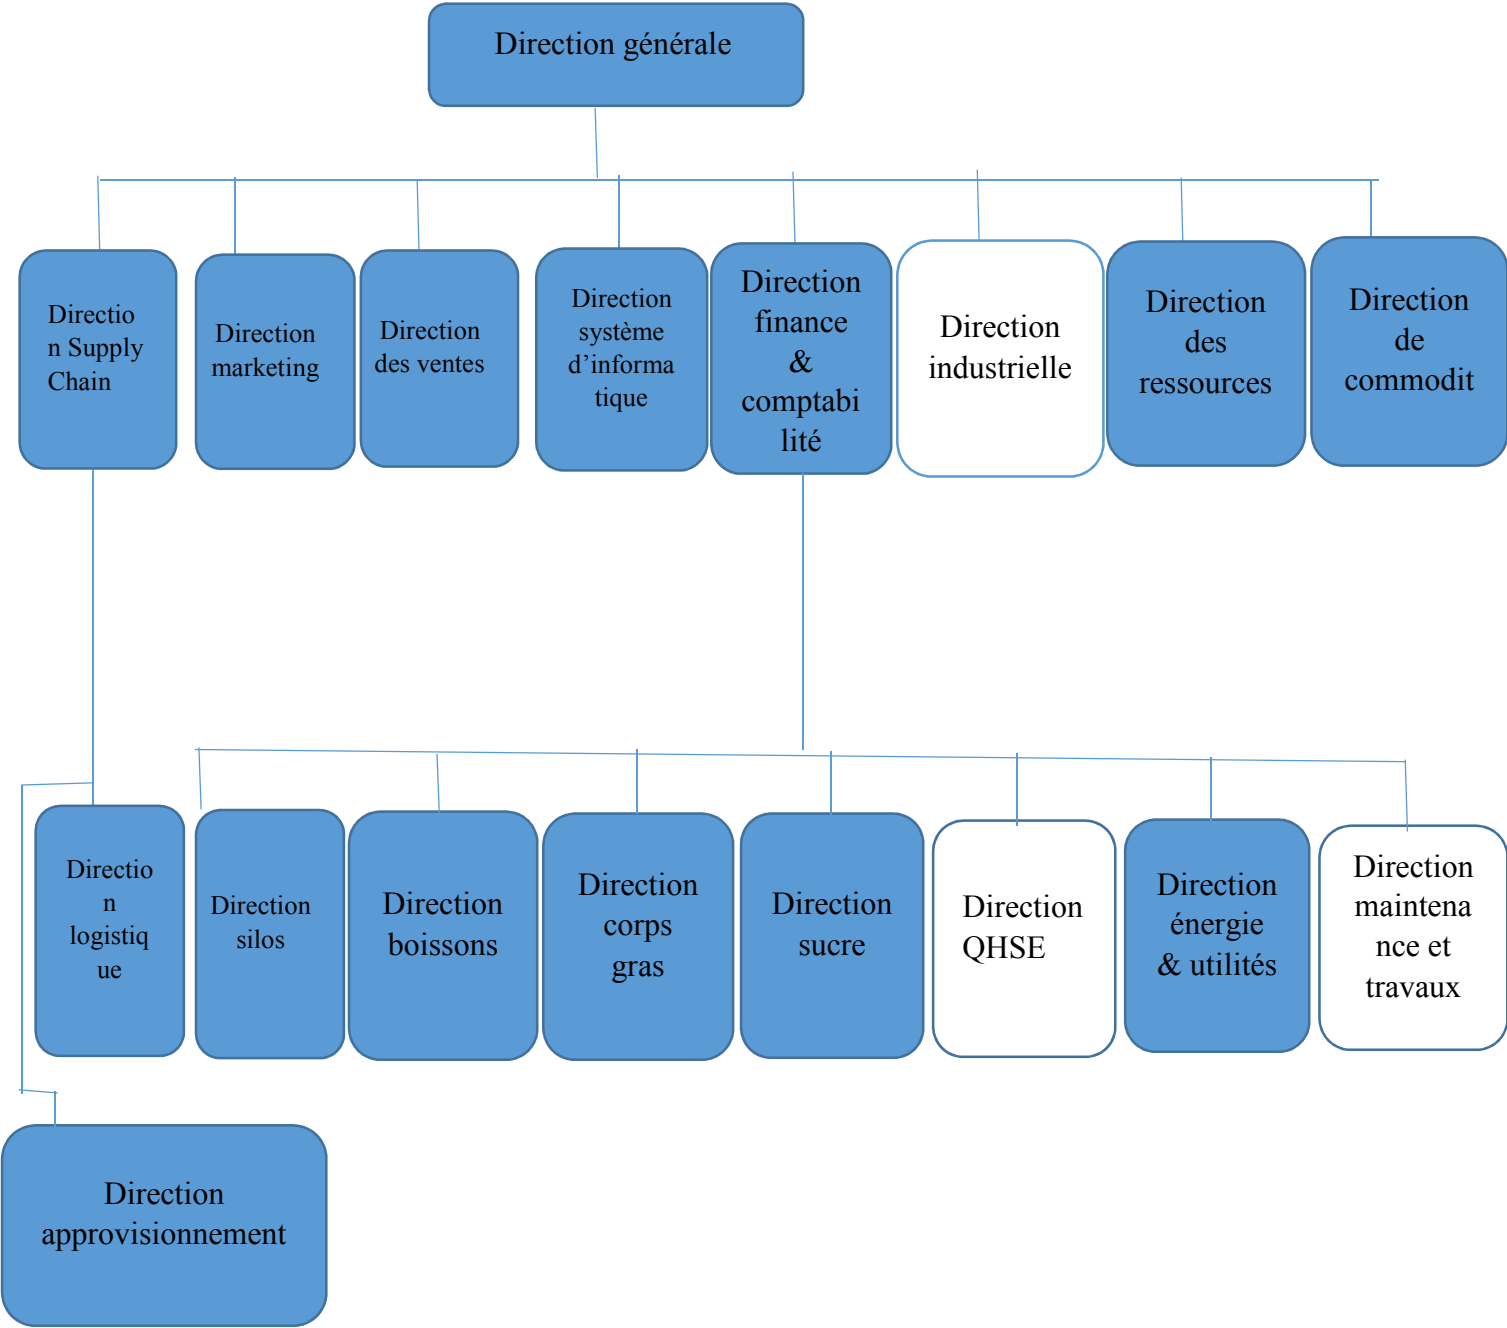 Direction générale
Directio
n Supply
Chain
Direction
marketing
Direction
des ventes
Direction
système
d’informa
tique
Direction
finance
&
comptabi
lité
Direction
industrielle
Direction
des
ressources
Direction
de
commodit
Directio
n
logistiq
ue
Direction
silos
Direction
boissons
Direction
corps
gras
Direction
sucre
Direction
QHSE
Direction
énergie
& utilités
Direction
maintena
nce et
travaux
Direction
approvisionnement